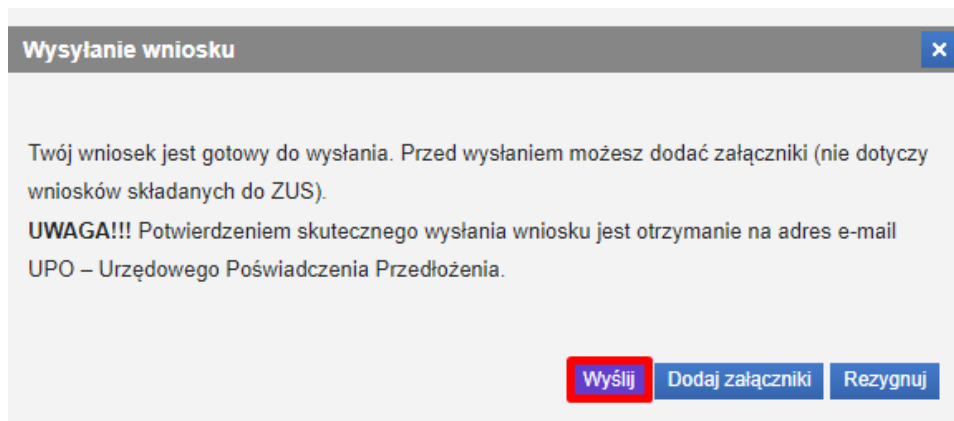 Wysyłanie wniosku
x
Twój wniosek jest gotowy do wysłania. Przed wysłaniem możesz dodać załączniki (nie dotyczy
wniosków składanych do ZUS).
UWAGA!!! Potwierdzeniem skutecznego wysłania wniosku jest otrzymanie na adres e-mail
UPO – Urzędowego Poświadczenia Przedłożenia.
Wyślij Dodaj załączniki Rezygnuj